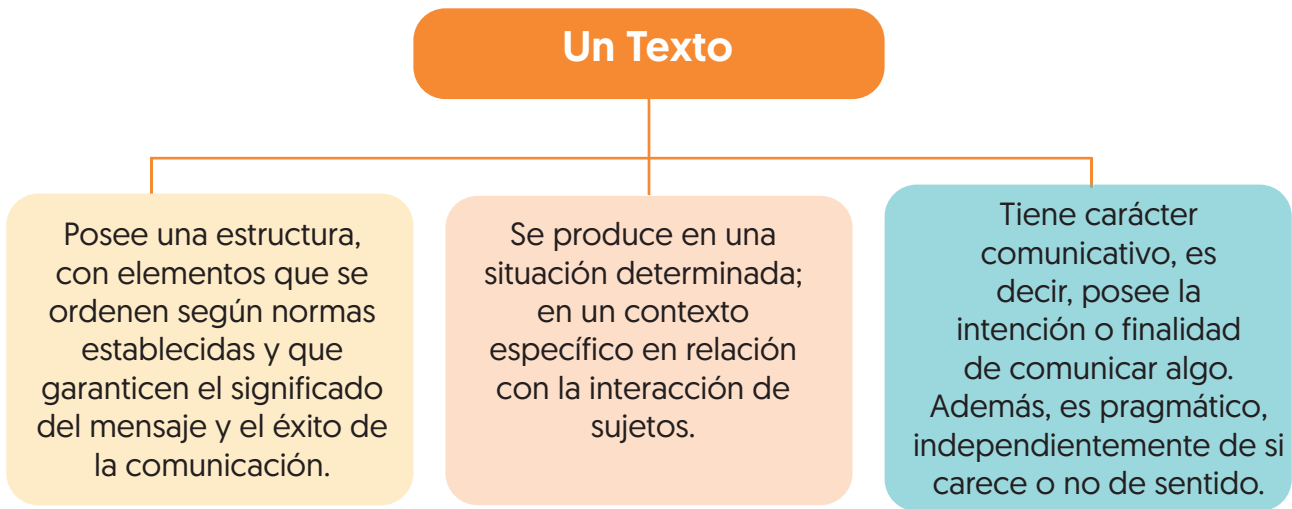 Un Texto
Posee una estructura,
con elementos que se
ordenen según normas
establecidas y que
garanticen el significado
del mensaje y el éxito de
la comunicación.
Se produce en una
situación determinada;
en un contexto
específico en relación
con la interacción de
sujetos.
Tiene carácter
comunicativo, es
decir, posee la
intención o finalidad
de comunicar algo.
Además, es pragmático,
independientemente de si
carece o no de sentido.